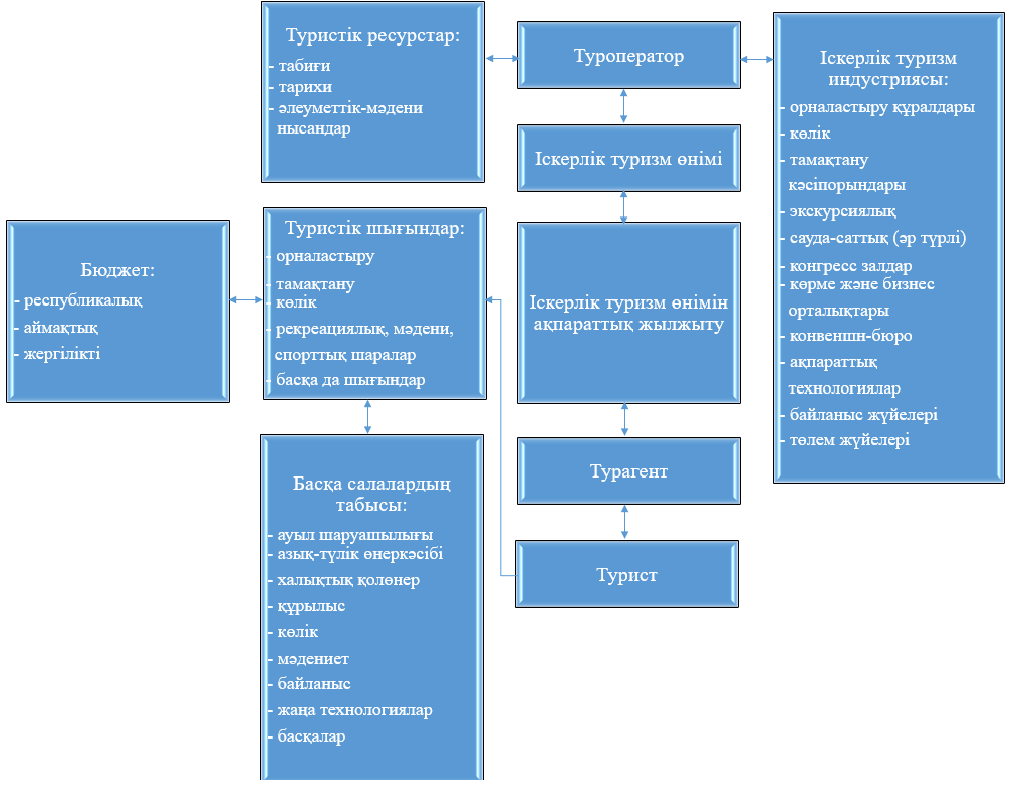 Туристік ресурстар:
- табиғи
- тарихи
- әлеуметтік-мәдени
нысандар
Туроператор
Іскерлік туризм
индустриясы:
- орналастыру құралдары
- көлік
- тамақтану
кәсіпорындары
- экскурсиялық
- сауда-саттық (әр түрлі)
- конгресс залдар
- көрме және бизнес
орталықтары
- конвеншн-бюро
- ақпараттық
технологиялар
- байланыс жүйелері
- төлем жүйелері
Іскерлік туризм өнімі
Бюджет:
- республикалық
- аймақтық
- жергілікті
Туристік шығындар:
- орналастыру
- тамақтану
- көлік
- рекреациялық, мәдени,
спорттық шаралар
- басқа да шығындар
Іскерлік туризм өнімін
ақпараттық жылжыту
Басқа салалардың
табысы:
- ауыл шаруашылығы
- азық-түлік өнеркәсібі
- халықтық қолөнер
- құрылыс
- көлік
- мәдениет
- байланыс
- жаңа технологиялар
- басқалар
Турагент
Турист